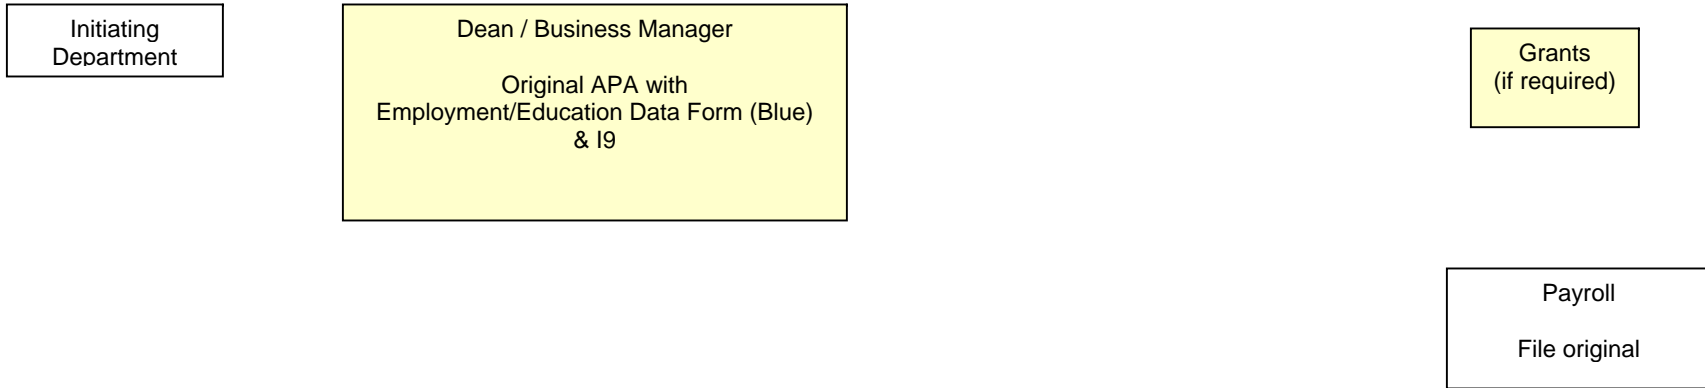 Initiating
Department
Dean / Business Manager
Original APA with
Employment/Education Data Form (Blue)
& I9
Grants
(if required)
Payroll
File original